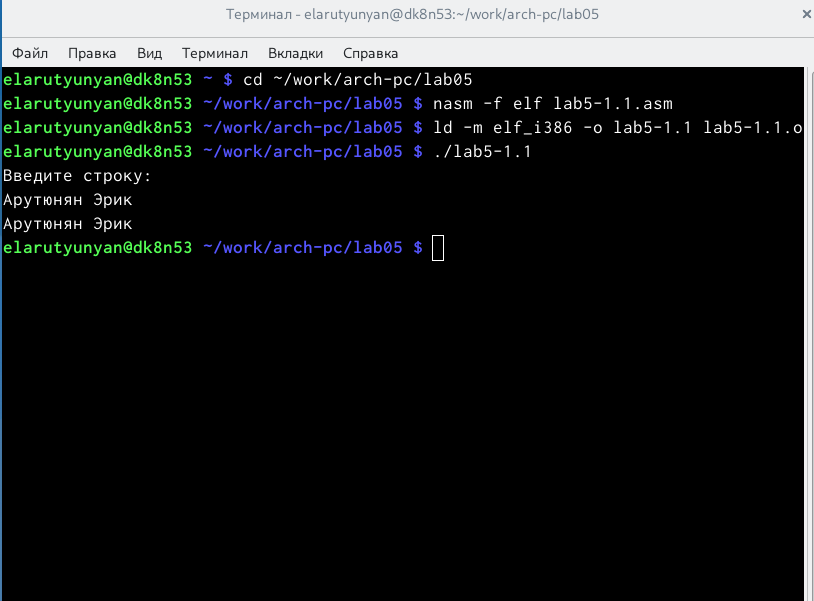 Терминал - elarutyunyan@dk8n53:~/work/arch-pc/lab05
Файл Правка Вид Терминал Вкладки Справка
elarutyunyan@dk8n53 ~ $ cd ~/work/arch-pc/lab05
elarutyunyan@dk8n53 ~/work/arch-pc/lab05 $ nasm -f elf lab5-1.1.asm
elarutyunyan@dk8n53 ~/work/arch-pc/lab05 $ ld -m elf_i386 -o lab5-1.1 lab5-1.1.o
elarutyunyan@dk8n53 ~/work/arch-pc/lab05 $ ./lab5-1.1
Введите строку:
Арутюнян Эрик
Арутюнян Эрик
elarutyunyan@dk8n53 ~/work/arch-pc/lab05 $